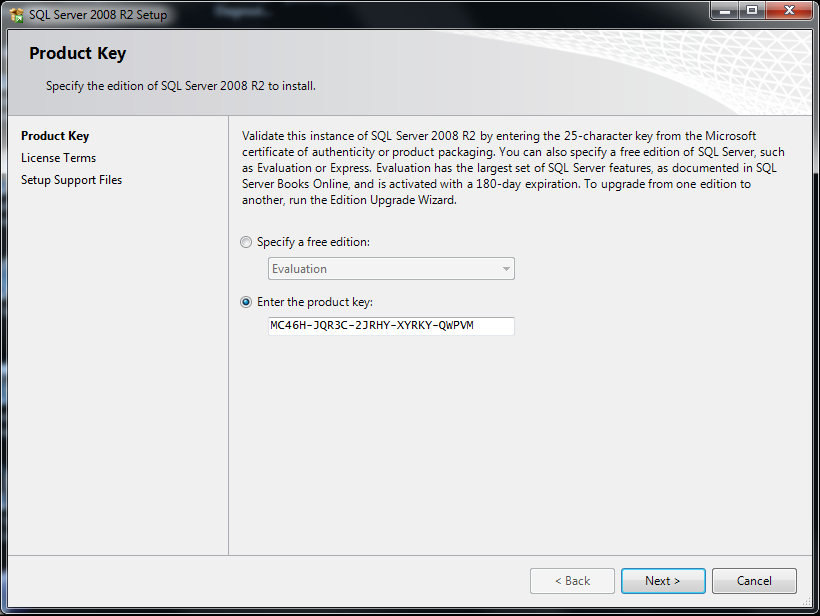 SQL Server 2008 R2 Setup
Product Key
Specify the edition of SQL Server 2008 R2 to install.
Product Key
License Terms
Setup Support Files
Validate this instance of SQL Server 2008 R2 by entering the 25-character key from the Microsoft
certificate of authenticity or product packaging. You can also specify a free edition of SQL Server, such
as Evaluation or Express. Evaluation has the largest set of SQL Server features, as documented in SQL
Server Books Online, and is activated with a 180-day expiration. To upgrade from one edition to
another, run the Edition Upgrade Wizard.
Specify a free edition:
Evaluation
Enter the product key:
MC46H-JQR3C-2JRHY-XYRKY-QWPVM
< Back
Next >
Cancel